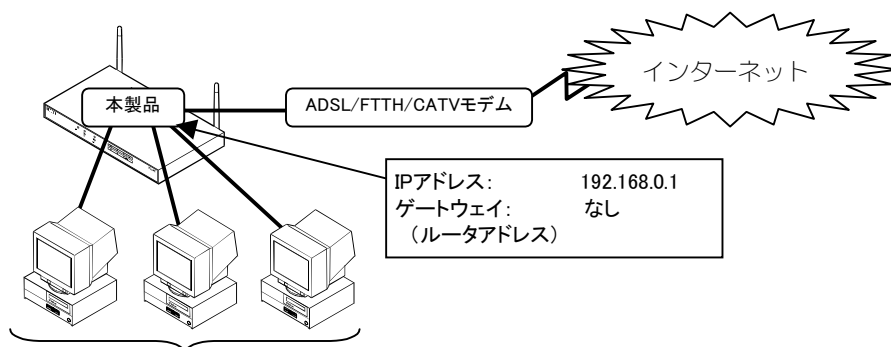 インターネット
本製品
ADSL/FTTH/CATVモデム
IPアドレス: 192.168.0.1
ゲートウェイ: なし
(ルータアドレス)